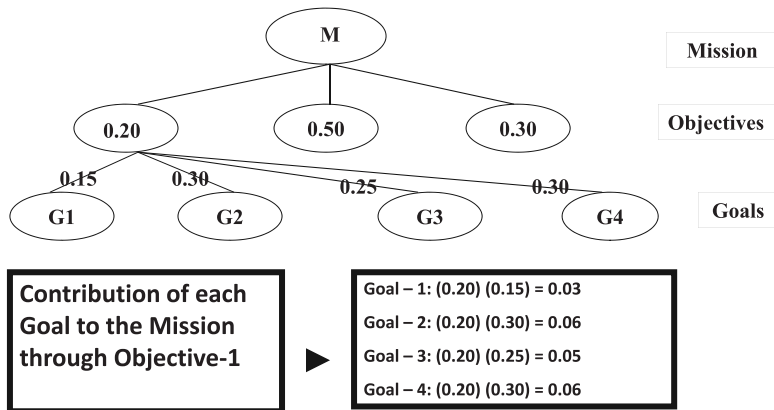 M
Mission
0.20 0.50 0.30
Objectives
0.15 0.30 0.25 0.30
G1 G2 G3 G4
Goals
Contribution of each
Goal to the Mission
through Objective-1
Goal – 1: (0.20) (0.15) = 0.03
Goal – 2: (0.20) (0.30) = 0.06
Goal – 3: (0.20) (0.25) = 0.05
Goal – 4: (0.20) (0.30) = 0.06